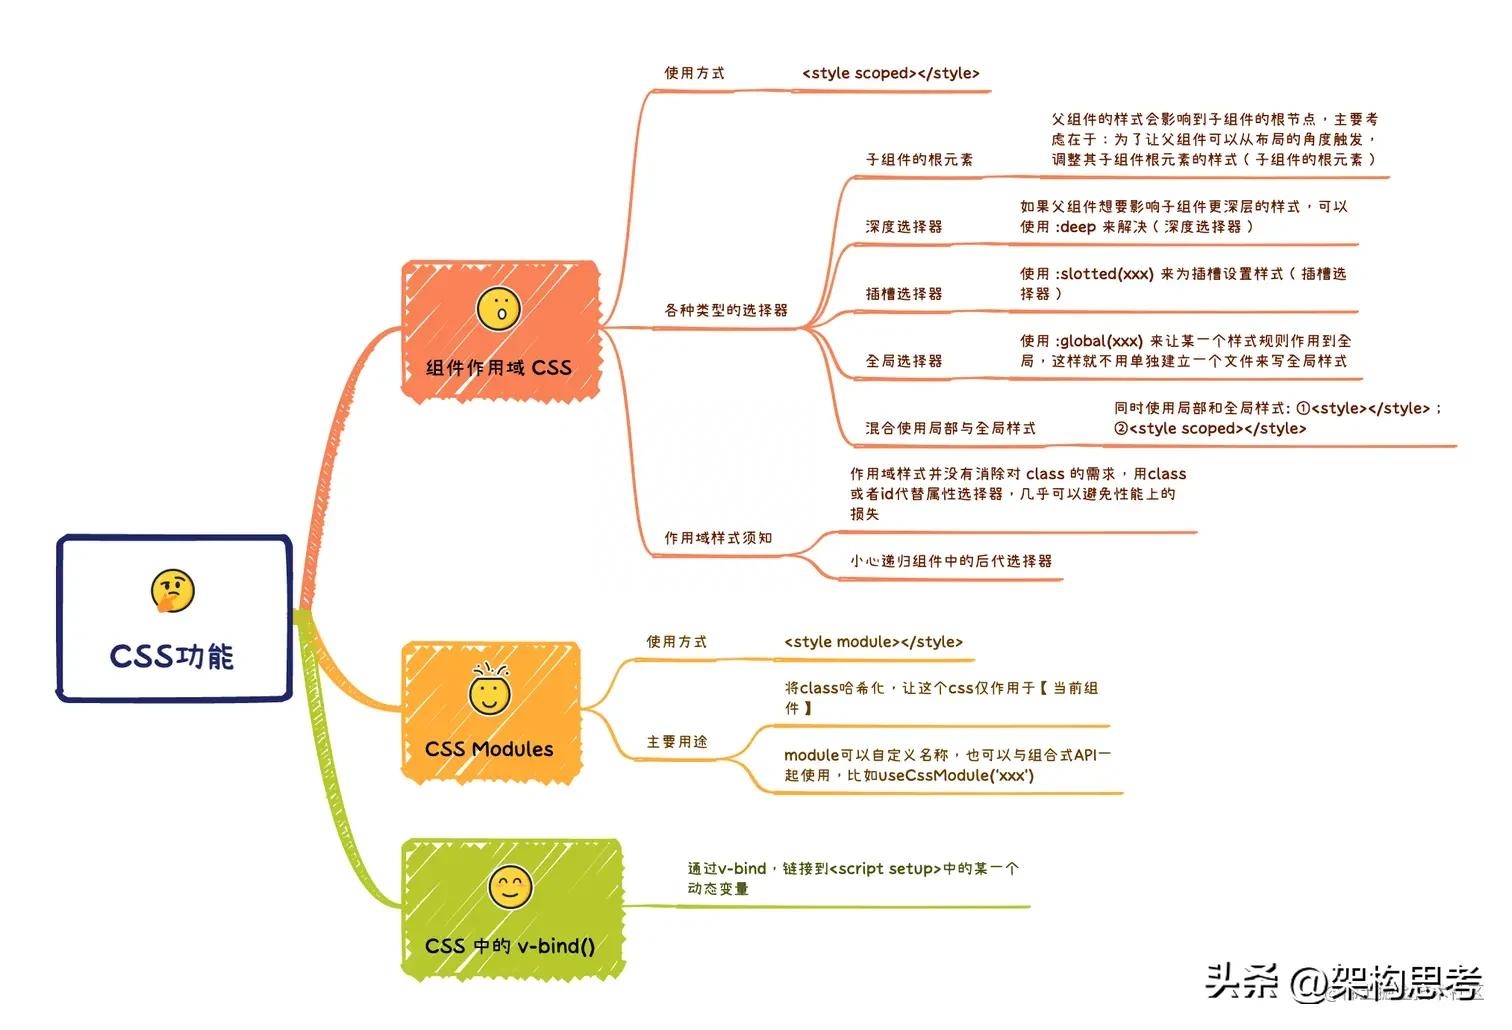 CSS功能
组件作用域 CSS
使用方式
<style scoped></style>
各种类型的选择器
子组件的根元素
父组件的样式会影响到子组件的根节点，主要考
虑在于：为了让父组件可以从布局的角度触发，
调整其子组件根元素的样式（子组件的根元素）
深度选择器
如果父组件想要影响子组件更深层的样式，可以
使用 :deep 来解决（深度选择器）
插槽选择器
使用 :slotted(xxx) 来为插槽设置样式（插槽选
择器）
全局选择器
使用 :global(xxx) 来让某一个样式规则作用到全
局，这样就不用单独建立一个文件来写全局样式
混合使用局部与全局样式
同时使用局部和全局样式: ①<style></style>；
②<style scoped></style>
作用域样式须知
作用域样式并没有消除对 class 的需求，用class
或者id代替属性选择器，几乎可以避免性能上的
损失
小心递归组件中的后代选择器
CSS Modules
使用方式
<style module></style>
主要用途
将class哈希化，让这个css仅作用于【当前组
件】
module可以自定义名称，也可以与组合式API一
起使用，比如useCssModule('xxx')
CSS 中的 v-bind()
通过v-bind，链接到<script setup>中的某一个
动态变量
头条 @架构思考